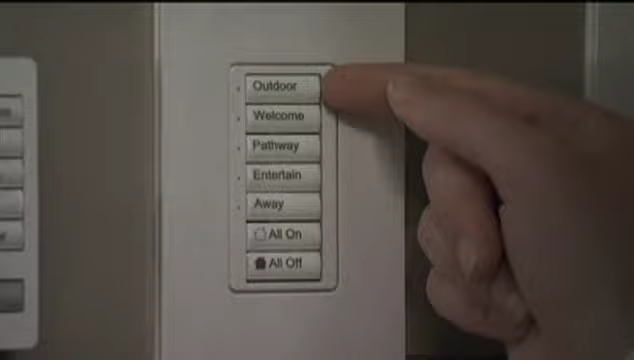 Outdoor
Welcome
Pathway
Entertain
Away
All On
All Off